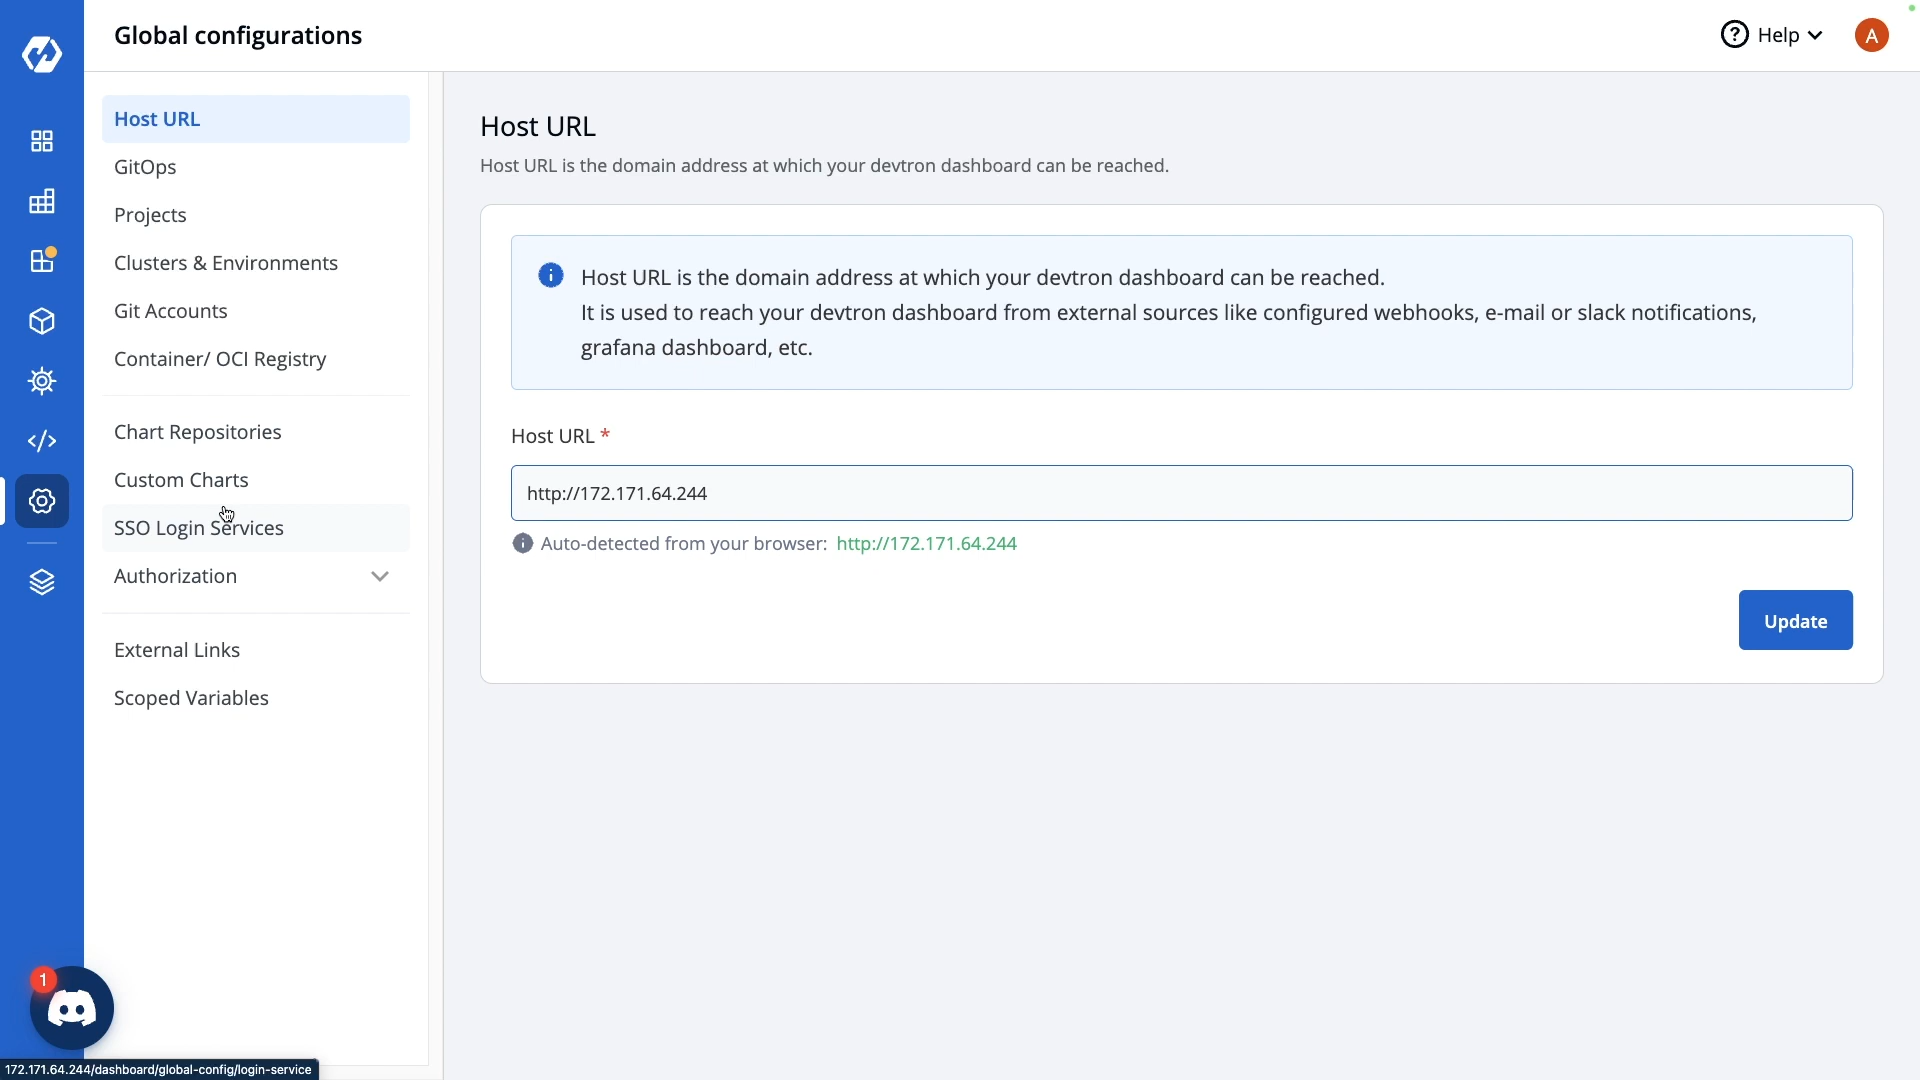 Global configurations
Help
A
Host URL
GitOps
Projects
Clusters & Environments
Git Accounts
Container/ OCI Registry
Chart Repositories
Custom Charts
SSO Login Services
Authorization
External Links
Scoped Variables
Host URL
Host URL is the domain address at which your devtron dashboard can be reached.
Host URL is the domain address at which your devtron dashboard can be reached.
It is used to reach your devtron dashboard from external sources like configured webhooks, e-mail or slack notifications,
grafana dashboard, etc.
Host URL *
http://172.171.64.244
Auto-detected from your browser: http://172.171.64.244
Update
1
172.171.64.244/dashboard/global-config/login-service